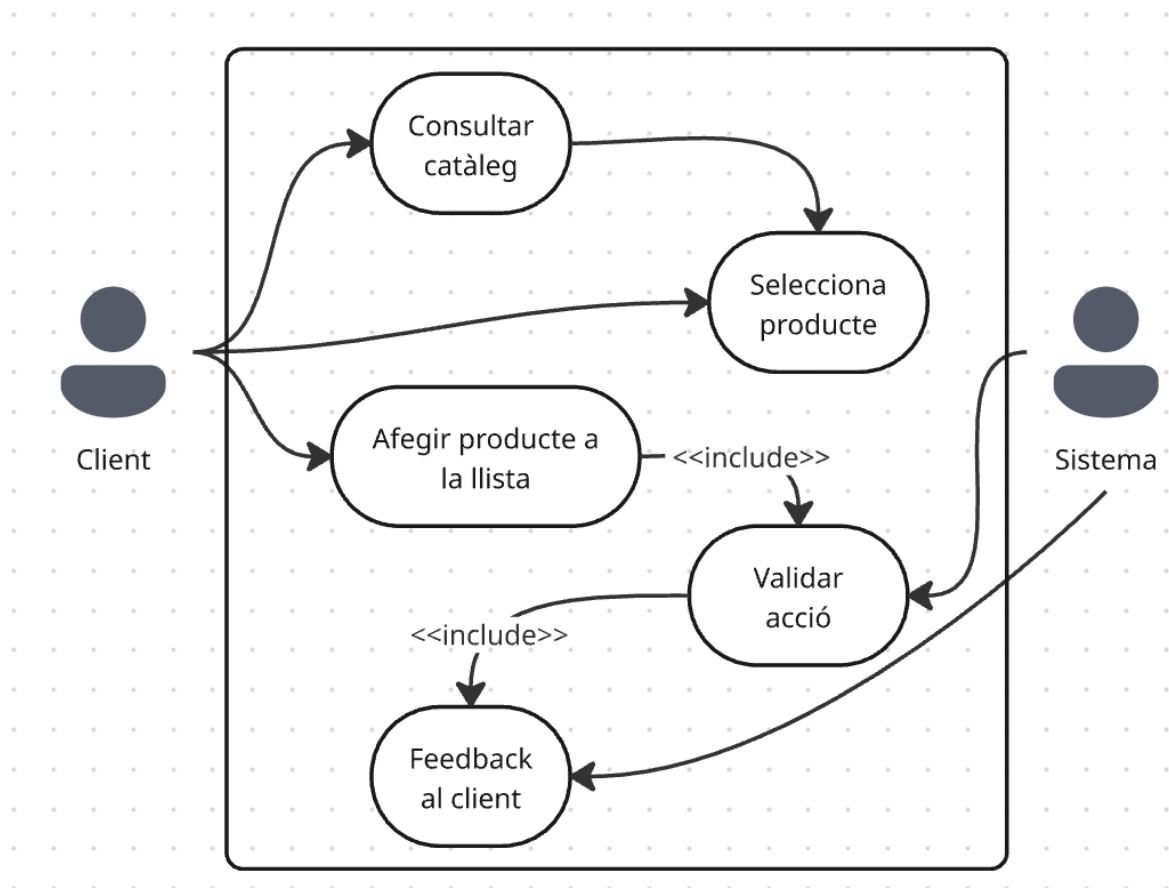 Consultar
catàleg
Selecciona
producte
Client
Afegir producte a
la llista
<<include>>
Sistema
Validar
acció
<<include>>
Feedback
al client